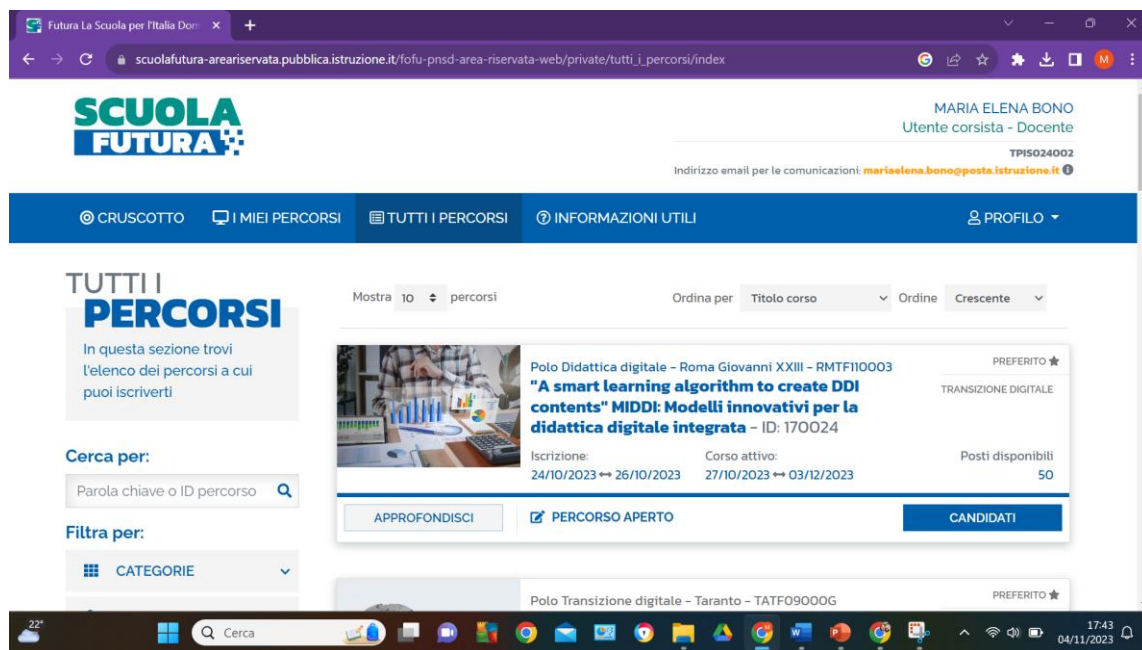 Futura La Scuola per l'Italia Dom
scuolafutura-areariservata.pubblica.istruzione.it/fofu-pnsd-area-riservata-web/private/tutti_i_percorsi/index
M
SCUOLA
FUTURA
MARIA ELENA BONO
Utente corsista - Docente
TPIS024002
Indirizzo email per le comunicazioni: mariaelena.bono@posta.istruzione.it
CRUSCOTTO I MIEI PERCORSI TUTTI I PERCORSI INFORMAZIONI UTILI PROFILO
TUTTI I
PERCORSI
In questa sezione trovi
l'elenco dei percorsi a cui
puoi iscriverti
Cerca per:
Parola chiave o ID percorso
Filtra per:
CATEGORIE
Mostra 10 percorsi Ordina per Titolo corso Ordine Crescente
Polo Didattica digitale - Roma Giovanni XXIII - RMTF110003
"A smart learning algorithm to create DDI
contents" MIDDI: Modelli innovativi per la
didattica digitale integrata - ID: 170024
PREFERITO
TRANSIZIONE DIGITALE
Iscrizione: Corso attivo: Posti disponibili
24/10/2023 ↔ 26/10/2023 27/10/2023 ↔ 03/12/2023 50
APPROFONDISCI PERCORSO APERTO CANDIDATI
Polo Transizione digitale - Taranto - TATF09000G PREFERITO
22°
Cerca
17:43
04/11/2023